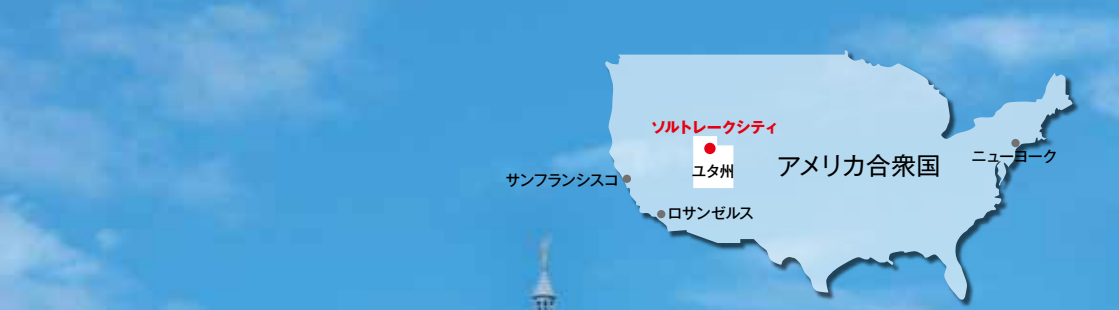 ソルトレークシティ
ユタ州
アメリカ合衆国
ニューヨーク
サンフランシスコ
ロサンゼルス